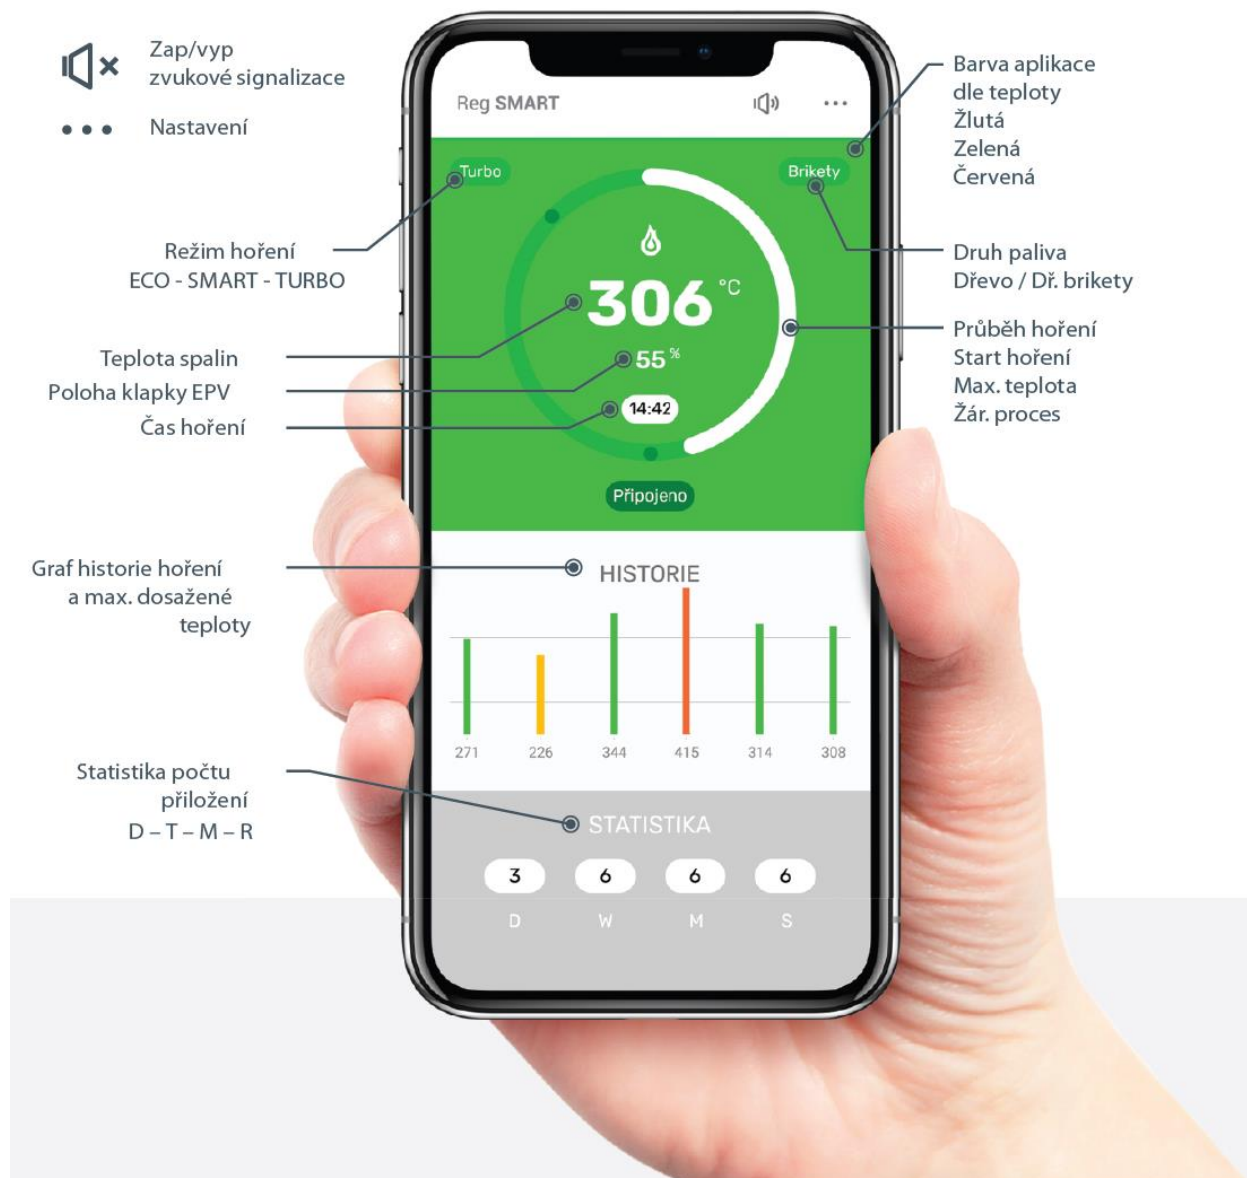 Zap/vyp
zvukové signalizace
Nastavení
Režim hoření
ECO - SMART - TURBO
Teplota spalin
Poloha klapky EPV
Čas hoření
Graf historie hoření
a max. dosažené
teploty
Statistika počtu
přiložení
D – T – M – R
Reg SMART
Turbo
Brikety
306 °C
55 %
14:42
Připojeno
HISTORIE
271 226 344 415 314 308
STATISTIKA
3 6 6 6
D W M S
Barva aplikace
dle teploty
Žlutá
Zelená
Červená
Druh paliva
Dřevo / Dř. brikety
Průběh hoření
Start hoření
Max. teplota
Žár. proces